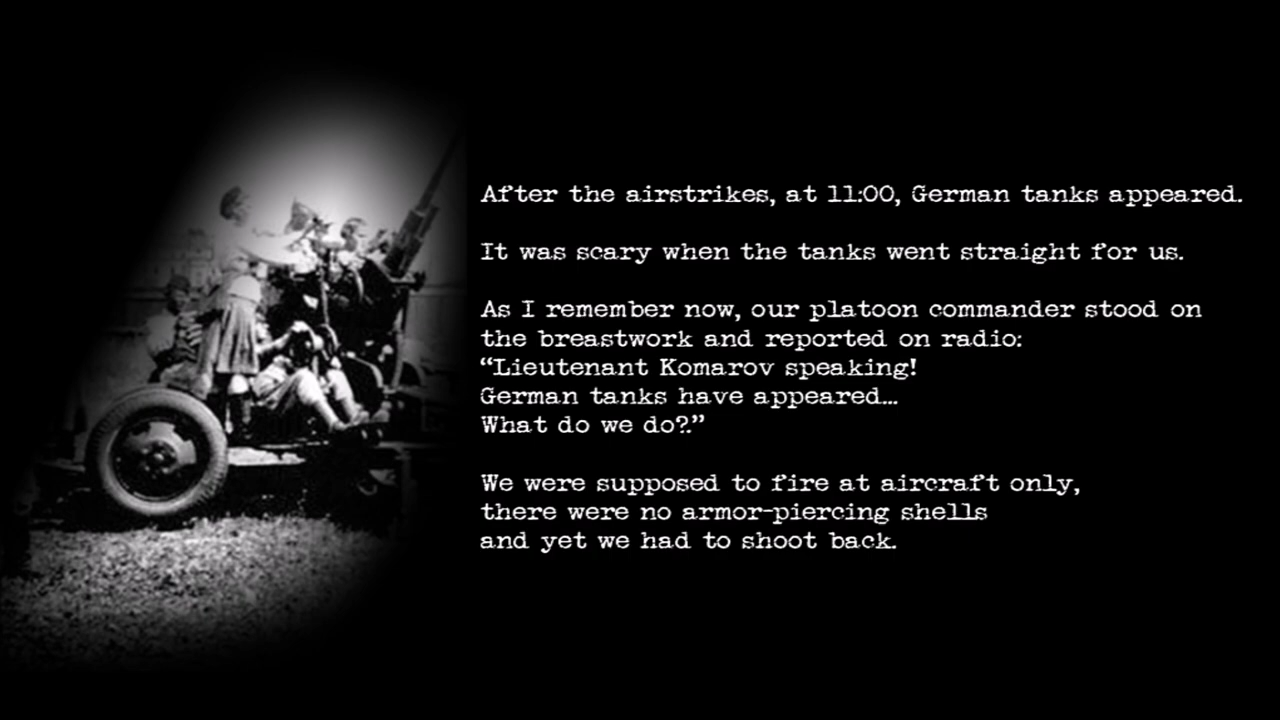 After the airstrikes, at 11:00, German tanks appeared.
It was scary when the tanks went straight for us.
As I remember now, our platoon commander stood on
the breastwork and reported on radio:
“Lieutenant Komarov speaking!
German tanks have appeared...
What do we do?.”
We were supposed to fire at aircraft only,
there were no armor-piercing shells
and yet we had to shoot back.